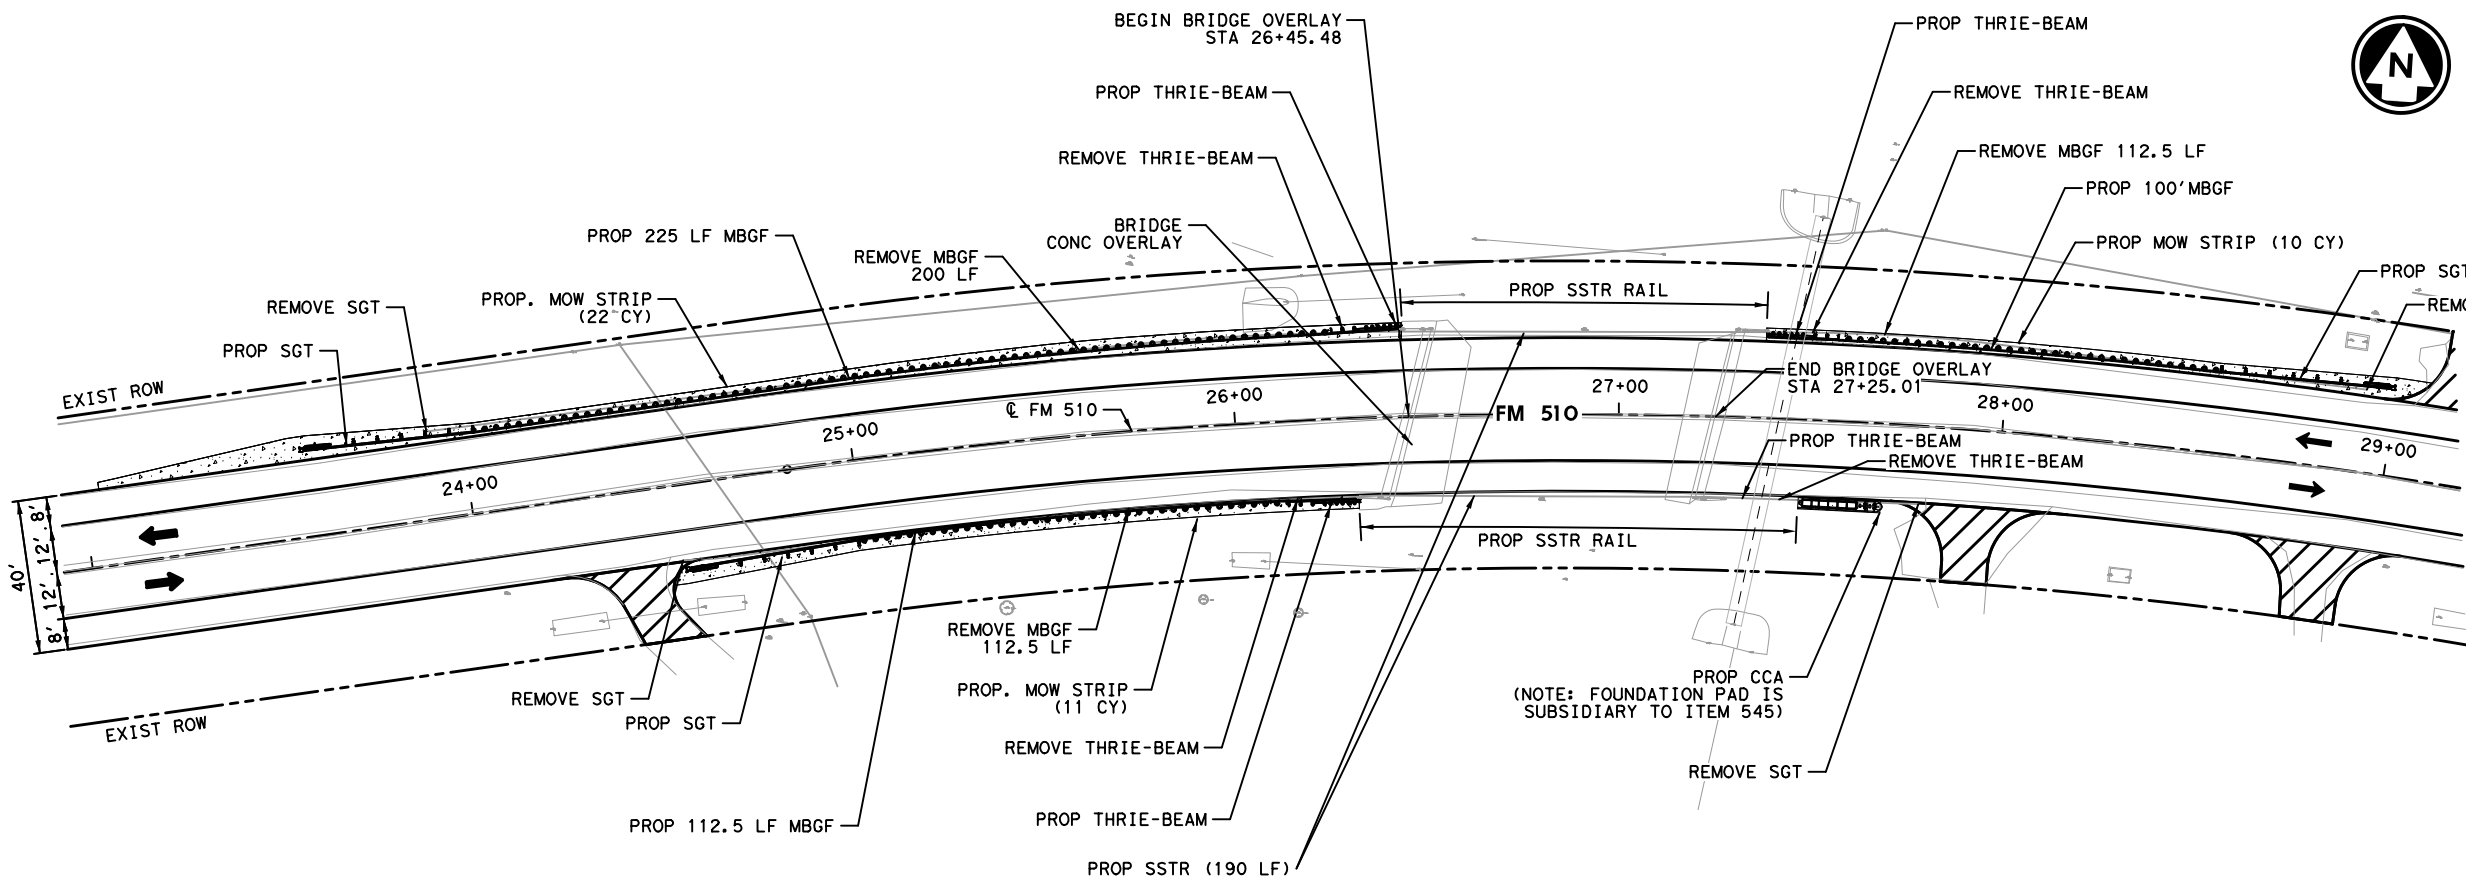 BEGIN BRIDGE OVERLAY
STA 26+45.48
PROP THRIE-BEAM
N
PROP THRIE-BEAM
REMOVE THRIE-BEAM
REMOVE THRIE-BEAM
REMOVE MBGF 112.5 LF
PROP 100'MBGF
BRIDGE
CONC OVERLAY
PROP 225 LF MBGF
PROP MOW STRIP (10 CY)
REMOVE MBGF
200 LF
PROP SGT
PROP SSTR RAIL
PROP. MOW STRIP
(22 CY)
REMOVE SGT
PROP SGT
END BRIDGE OVERLAY
STA 27+25.01
EXIST ROW
℄ FM 510
26+00
FM 510
27+00
28+00
25+00
PROP THRIE-BEAM
29+00
REMOVE THRIE-BEAM
24+00
8'
12'
12'
8'
40'
PROP SSTR RAIL
REMOVE MBGF
112.5 LF
PROP CCA
(NOTE: FOUNDATION PAD IS
SUBSIDIARY TO ITEM 545)
REMOVE SGT
PROP. MOW STRIP
(11 CY)
PROP SGT
EXIST ROW
REMOVE THRIE-BEAM
REMOVE SGT
PROP THRIE-BEAM
PROP 112.5 LF MBGF
PROP SSTR (190 LF)